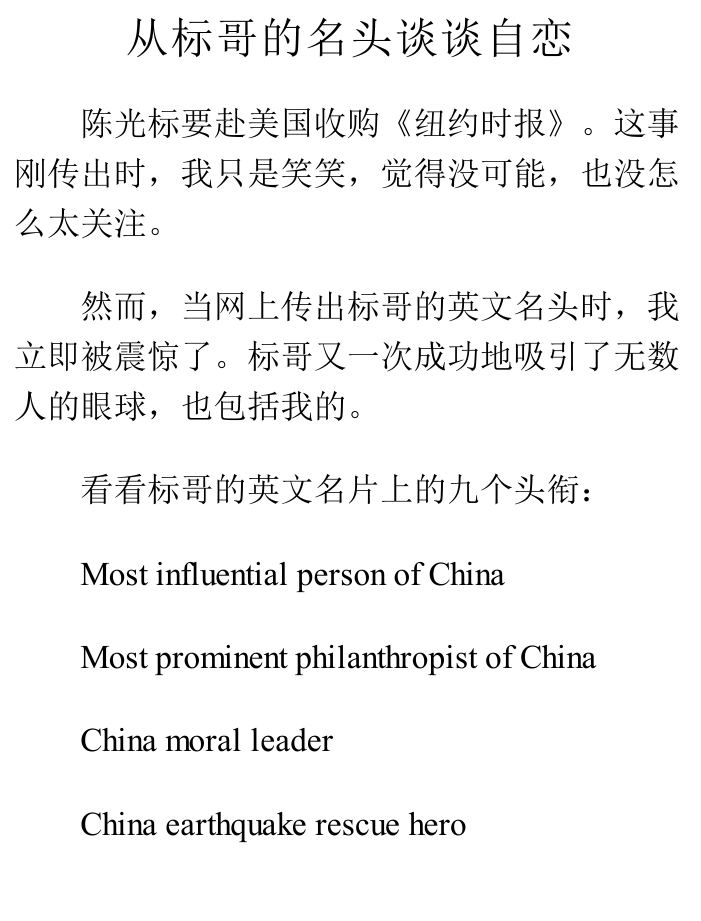 从标哥的名头谈谈自恋
陈光标要赴美国收购《纽约时报》。这事
刚传出时，我只是笑笑，觉得没可能，也没怎
么太关注。
然而，当网上传出标哥的英文名头时，我
立即被震惊了。标哥又一次成功地吸引了无数
人的眼球，也包括我的。
看看标哥的英文名片上的九个头衔：
Most influential person of China
Most prominent philanthropist of China
China moral leader
China earthquake rescue hero